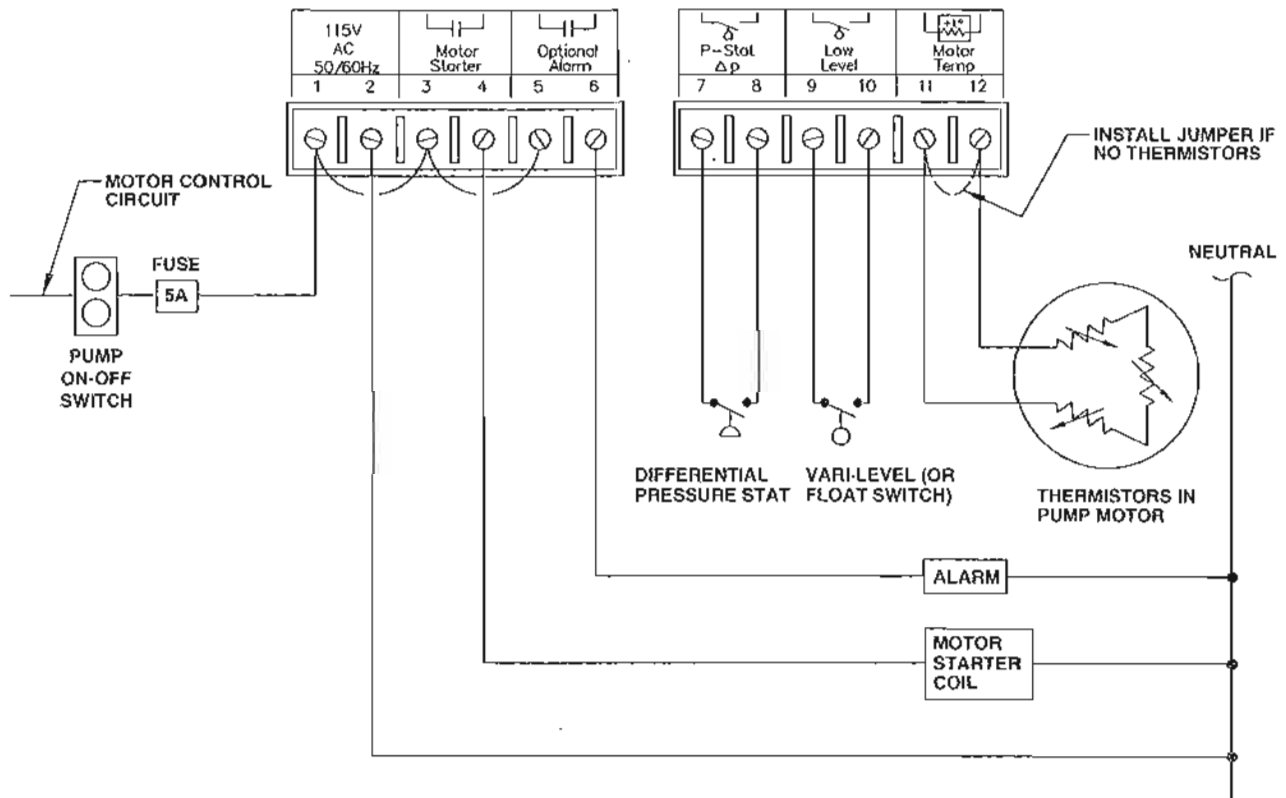 115V
AC
50/60Hz
Motor
Starter
Optional
Alarm
1 2 3 4 5 6
P-Stat
Δp
Low
Level
+t°
Motor
Temp
7 8 9 10 11 12
INSTALL JUMPER IF
NO THERMISTORS
MOTOR CONTROL
CIRCUIT
FUSE
5A
PUMP
ON-OFF
SWITCH
NEUTRAL
DIFFERENTIAL
PRESSURE STAT
VARI-LEVEL (OR
FLOAT SWITCH)
THERMISTORS IN
PUMP MOTOR
ALARM
MOTOR
STARTER
COIL